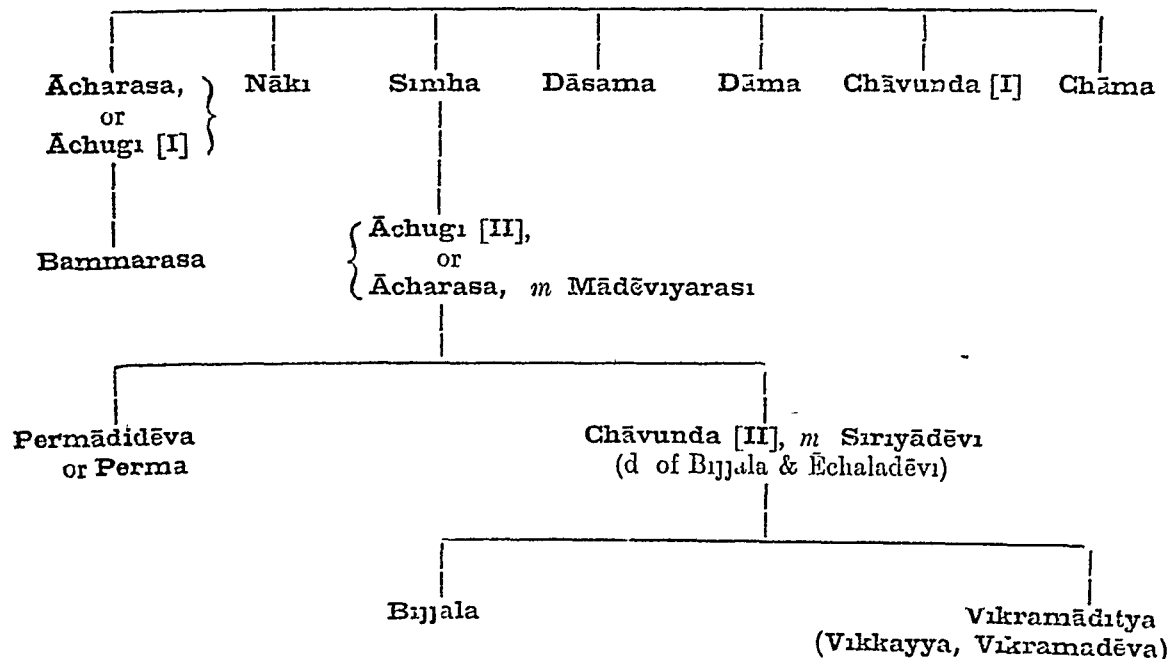 Ācharasa,
or
Āchugi [I]
Nāki
Simha
Dāsama
Dāma
Chāvunda [I]
Chāma
Bammarasa
Āchugi [II],
or
Ācharasa, m Mādēviyarasi
Permādidēva
or Perma
Chāvunda [II], m Siriyādēvi
(d of Bijjala & Ēchaladēvi)
Bijjala
Vikramāditya
(Vikkayya, Vikramadēva)